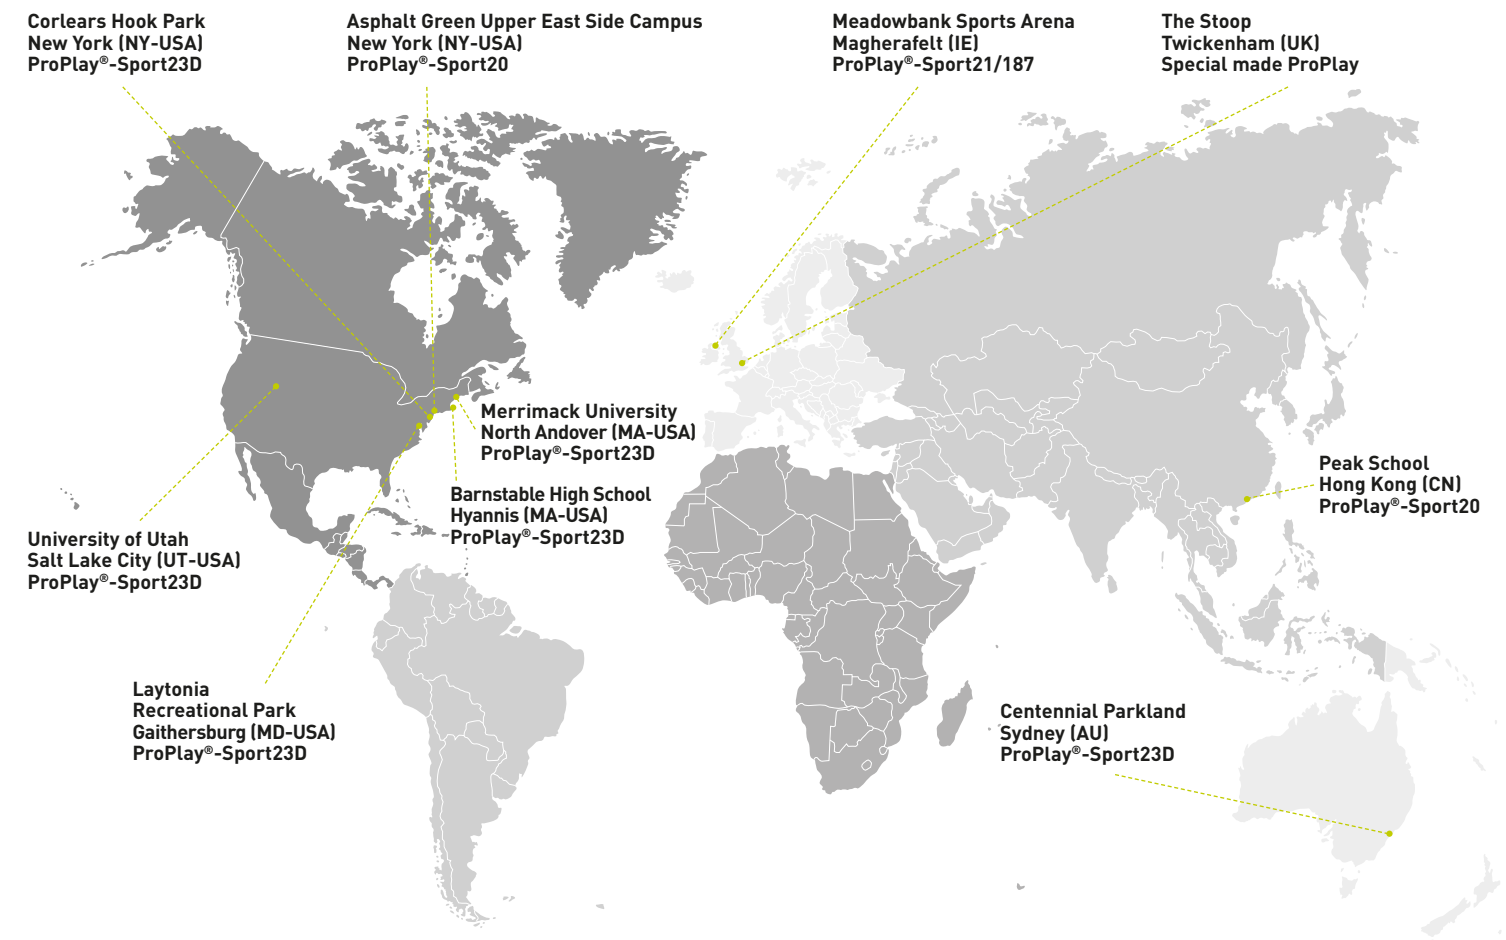 Corlears Hook Park
New York (NY-USA)
ProPlay®-Sport23D
Asphalt Green Upper East Side Campus
New York (NY-USA)
ProPlay®-Sport20
Meadowbank Sports Arena
Magherafelt (IE)
ProPlay®-Sport21/187
The Stoop
Twickenham (UK)
Special made ProPlay
Merrimack University
North Andover (MA-USA)
ProPlay®-Sport23D
Barnstable High School
Hyannis (MA-USA)
ProPlay®-Sport23D
Peak School
Hong Kong (CN)
ProPlay®-Sport20
University of Utah
Salt Lake City (UT-USA)
ProPlay®-Sport23D
Laytonia
Recreational Park
Gaithersburg (MD-USA)
ProPlay®-Sport23D
Centennial Parkland
Sydney (AU)
ProPlay®-Sport23D